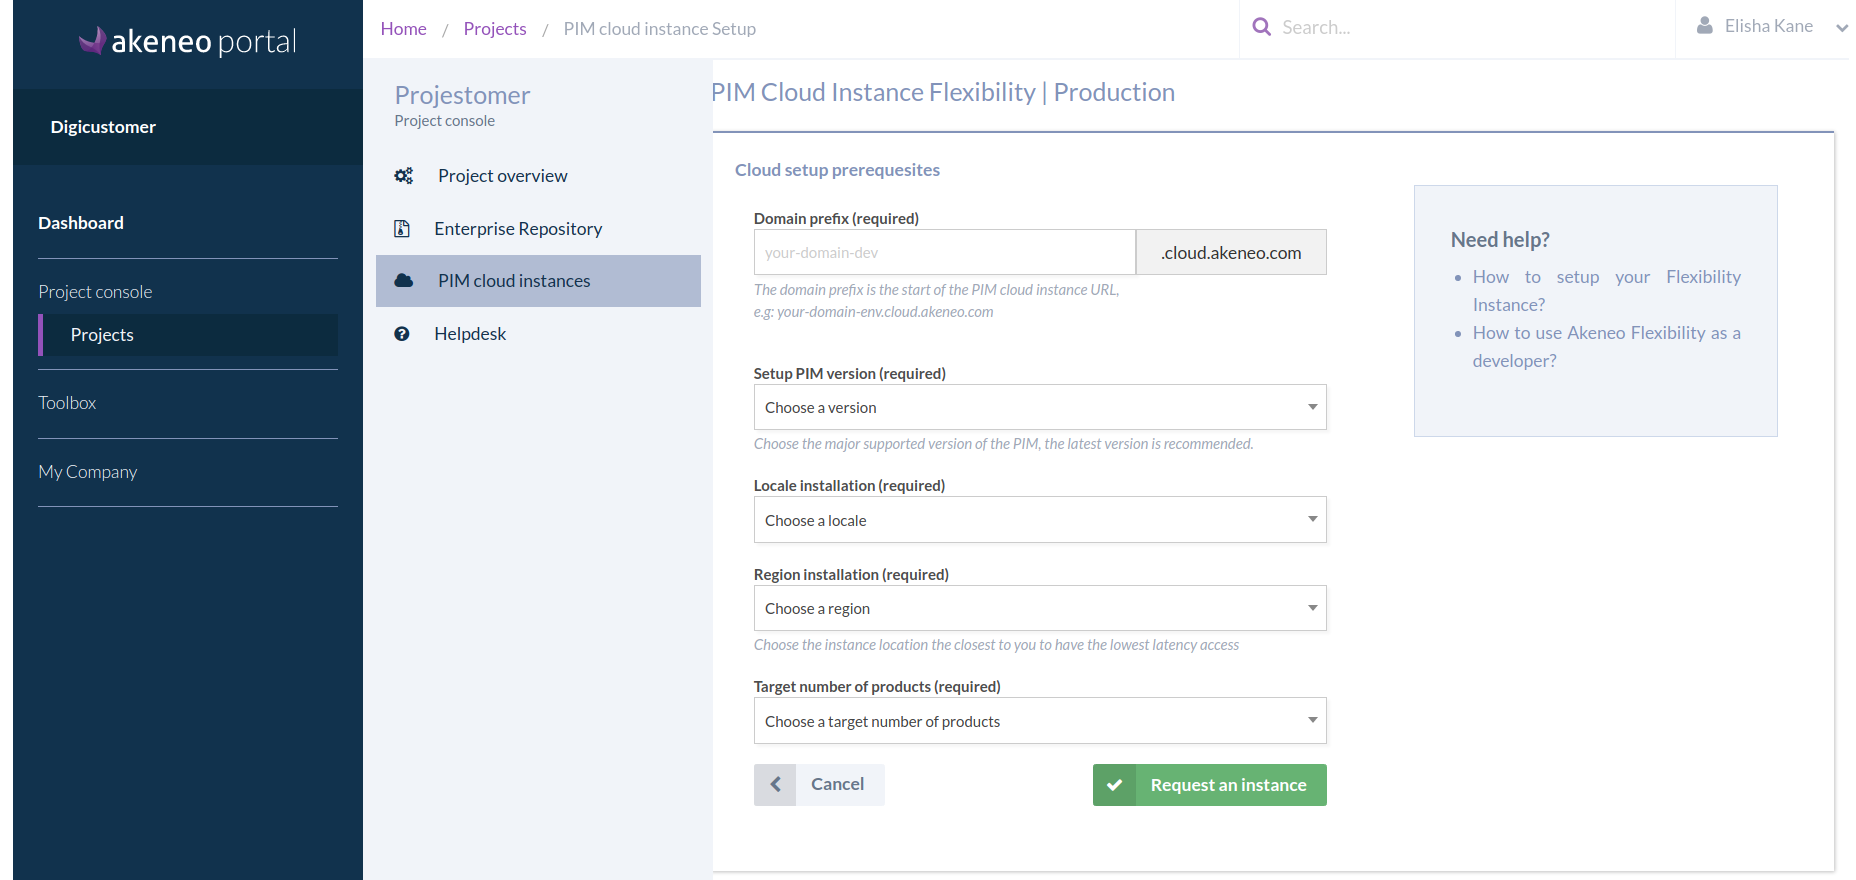 akeneo portal
Home / Projects / PIM cloud instance Setup
Search...
Elisha Kane
Digicustomer
Dashboard
Project console
Projects
Toolbox
My Company
Projestomer
Project console
Project overview
Enterprise Repository
PIM cloud instances
Helpdesk
PIM Cloud Instance Flexibility | Production
Cloud setup prerequesites
Domain prefix (required)
your-domain-dev
.cloud.akeneo.com
The domain prefix is the start of the PIM cloud instance URL,
e.g: your-domain-env.cloud.akeneo.com
Setup PIM version (required)
Choose a version
Choose the major supported version of the PIM, the latest version is recommended.
Locale installation (required)
Choose a locale
Region installation (required)
Choose a region
Choose the instance location the closest to you to have the lowest latency access
Target number of products (required)
Choose a target number of products
Cancel
Request an instance
Need help?
How to setup your Flexibility
Instance?
How to use Akeneo Flexibility as a
developer?